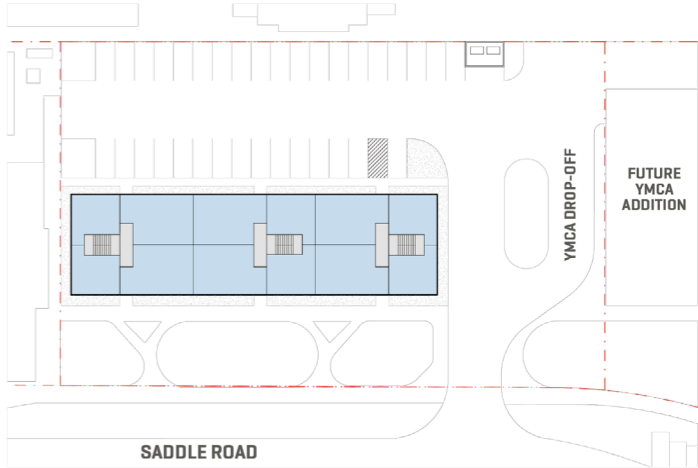 YMCA DROP-OFF
FUTURE
YMCA
ADDITION
SADDLE ROAD